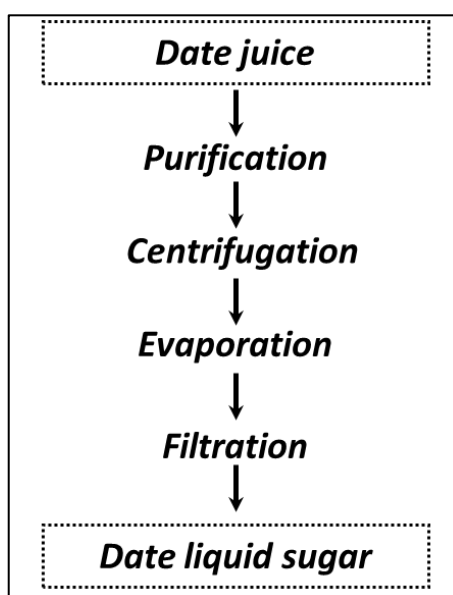 Date juice
Purification
Centrifugation
Evaporation
Filtration
Date liquid sugar